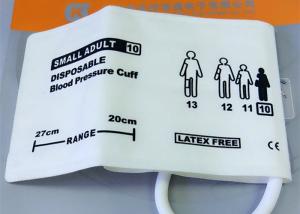 SMALL ADULT 10
DISPOSABLE
Blood Pressure Cuff
13 12 11 10
20cm
27cm
RANGE
LATEX FREE
CE